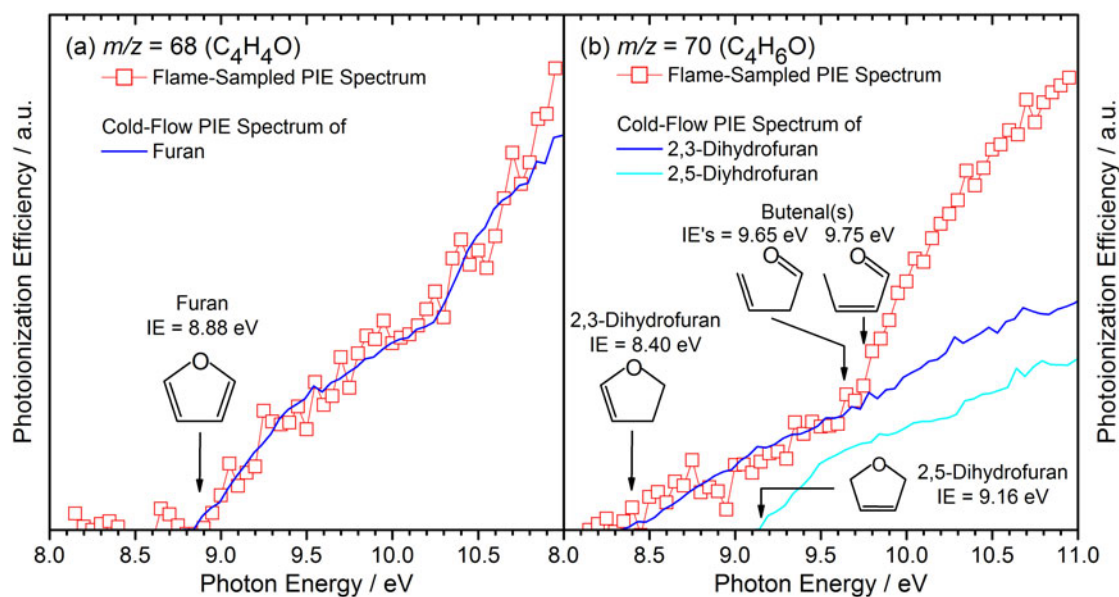 (a) m/z = 68 (C4H4O)
Flame-Sampled PIE Spectrum
Cold-Flow PIE Spectrum of
Furan
Furan
IE = 8.88 eV
O
Photoionization Efficiency / a.u.
8.0 8.5 9.0 9.5 10.0 10.5
Photon Energy / eV
(b) m/z = 70 (C4H6O)
Flame-Sampled PIE Spectrum
Cold-Flow PIE Spectrum of
2,3-Dihydrofuran
2,5-Diyhdrofuran
Butenal(s)
IE's = 9.65 eV 9.75 eV
O O
2,3-Dihydrofuran
IE = 8.40 eV
O
O
2,5-Dihydrofuran
IE = 9.16 eV
8.0 8.5 9.0 9.5 10.0 10.5 11.0
Photon Energy / eV
Photoionization Efficiency / a.u.